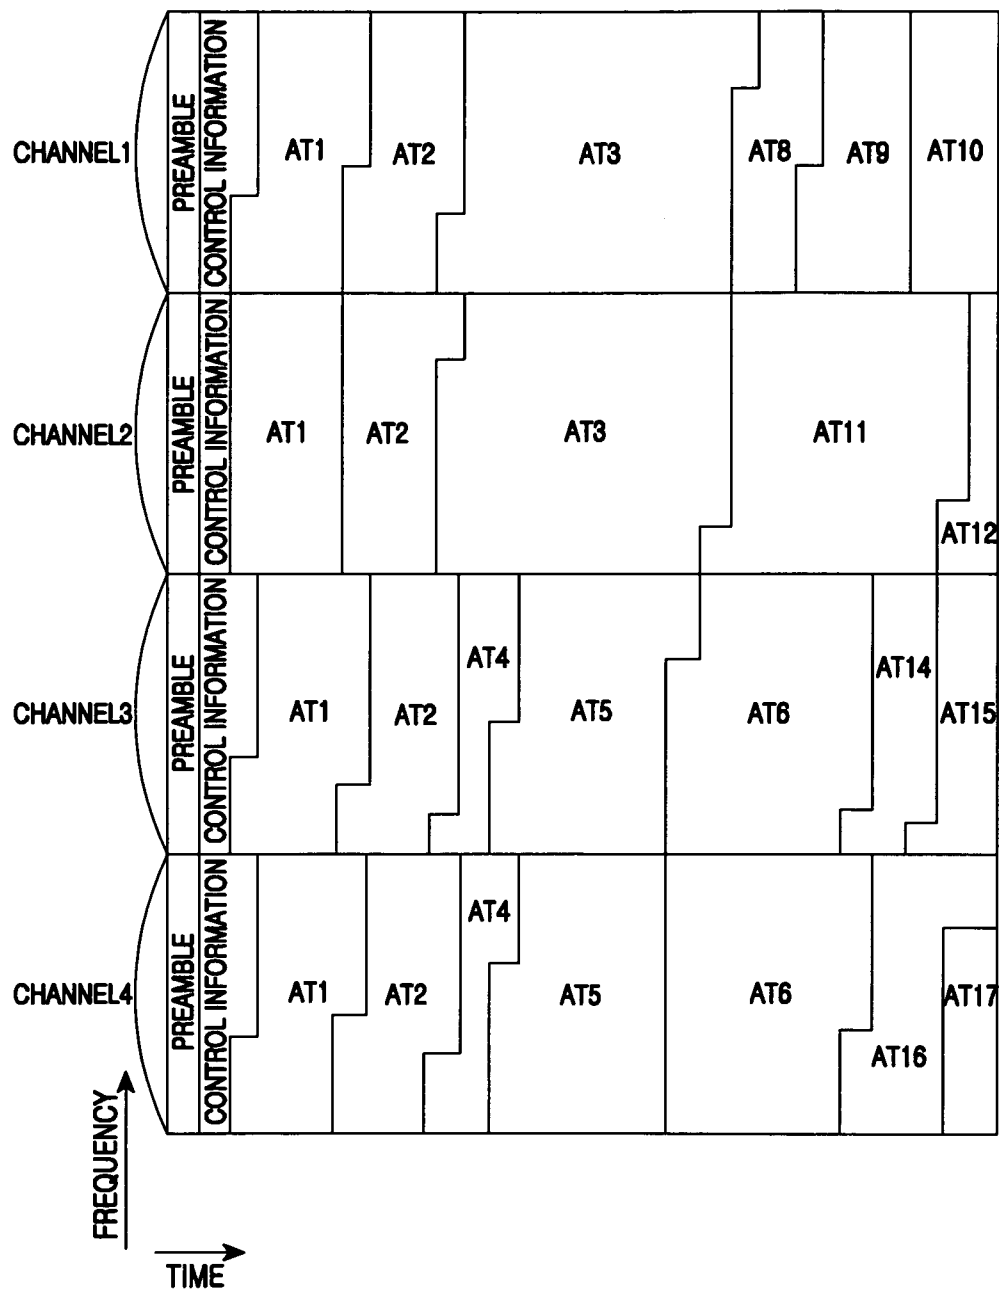 CHANNEL1
PREAMBLE
CONTROL INFORMATION
AT1
AT2
AT3
AT8
AT9
AT10
CHANNEL2
PREAMBLE
CONTROL INFORMATION
AT1
AT2
AT3
AT11
AT12
CHANNEL3
PREAMBLE
CONTROL INFORMATION
AT1
AT2
AT4
AT5
AT6
AT14
AT15
CHANNEL4
PREAMBLE
CONTROL INFORMATION
AT1
AT2
AT4
AT5
AT6
AT16
AT17
FREQUENCY
TIME